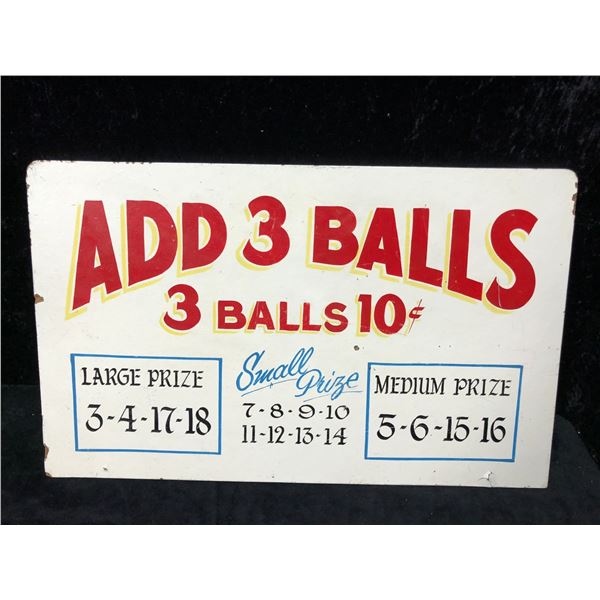 ADD 3 BALLS
3 BALLS 10¢
LARGE PRIZE
3-4-17-18
Small Prize
7-8-9-10
11-12-13-14
MEDIUM PRIZE
5-6-15-16